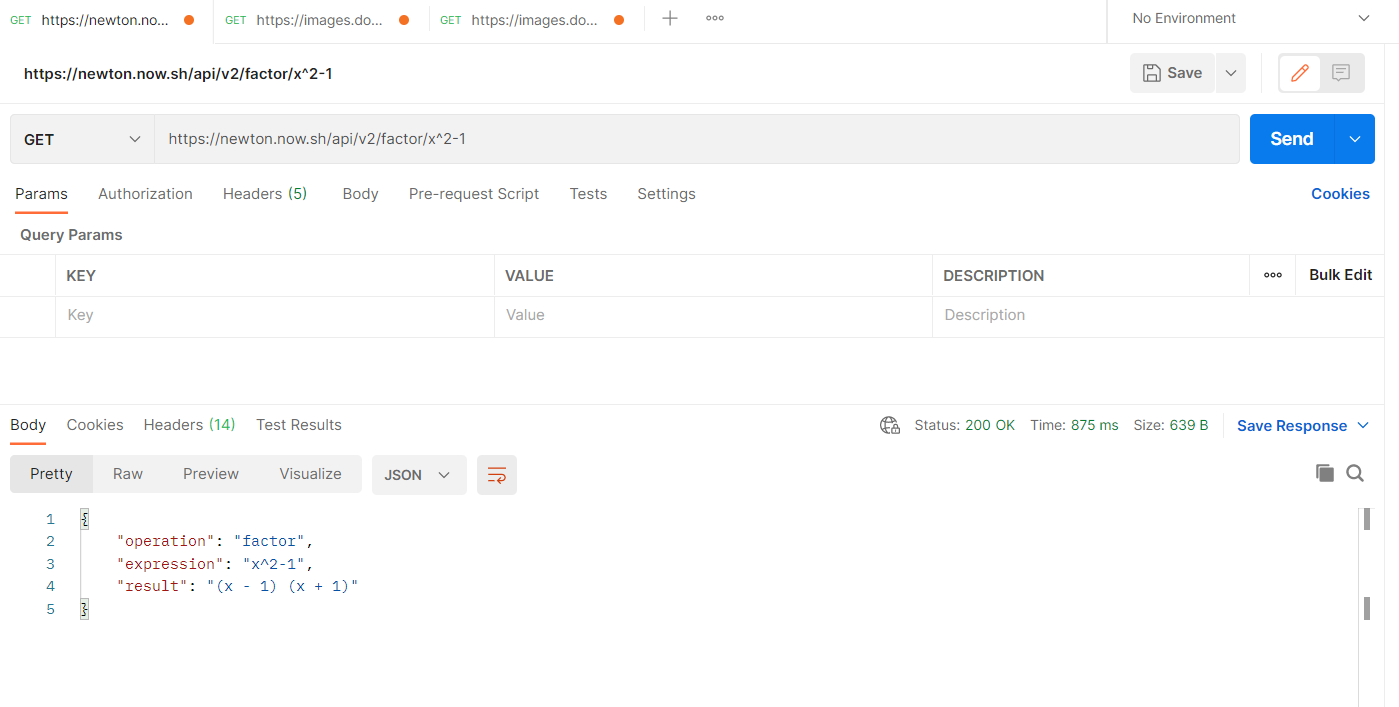 GET https://newton.no... GET https://images.do... GET https://images.do... No Environment
https://newton.now.sh/api/v2/factor/x^2-1 Save
GET https://newton.now.sh/api/v2/factor/x^2-1 Send
Params Authorization Headers (5) Body Pre-request Script Tests Settings Cookies
Query Params
KEY VALUE DESCRIPTION Bulk Edit
Key Value Description
Body Cookies Headers (14) Test Results Status: 200 OK Time: 875 ms Size: 639 B Save Response
Pretty Raw Preview Visualize JSON
1 {
2 "operation": "factor",
3 "expression": "x^2-1",
4 "result": "(x - 1) (x + 1)"
5 }